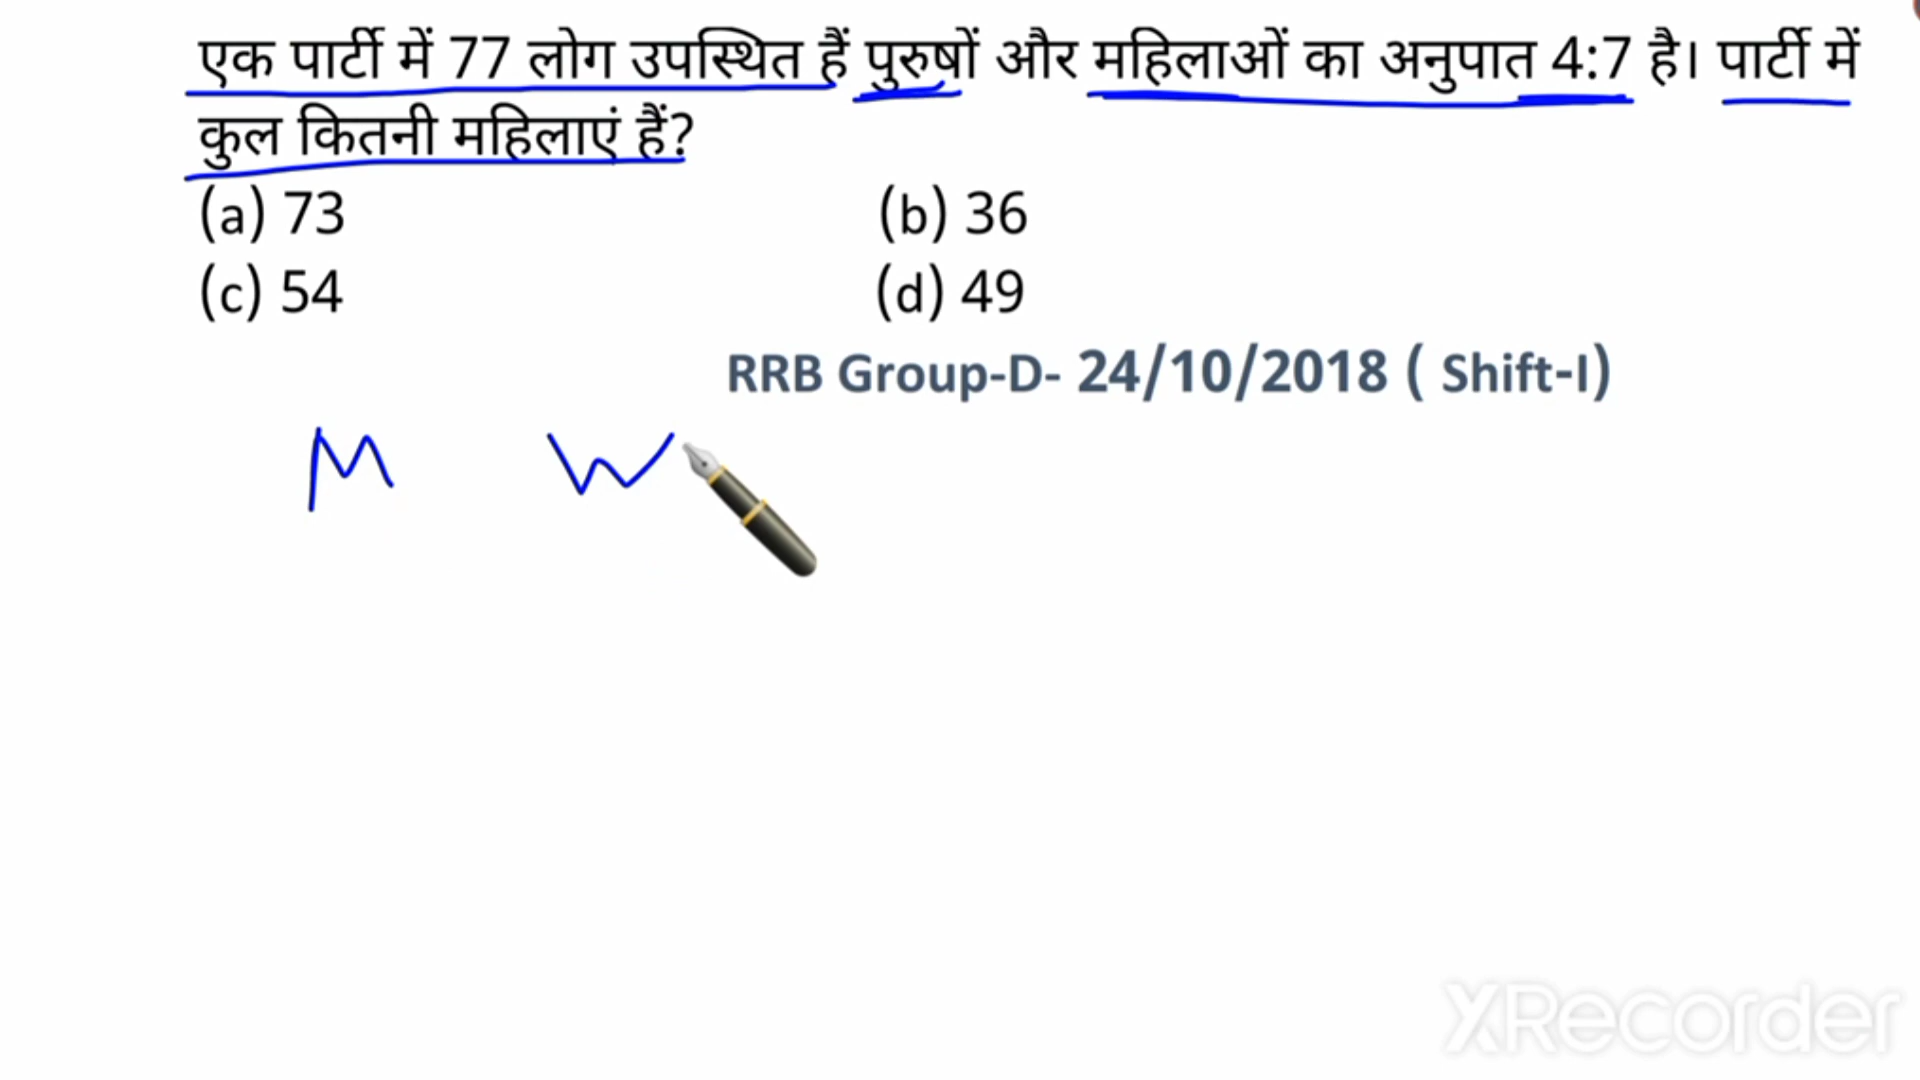 एक पार्टी में 77 लोग उपस्थित हैं पुरुषों और महिलाओं का अनुपात 4:7 है। पार्टी में
कुल कितनी महिलाएं हैं?
(a) 73 (b) 36
(c) 54 (d) 49
RRB Group-D- 24/10/2018 ( Shift-I)
M W
XRecorder